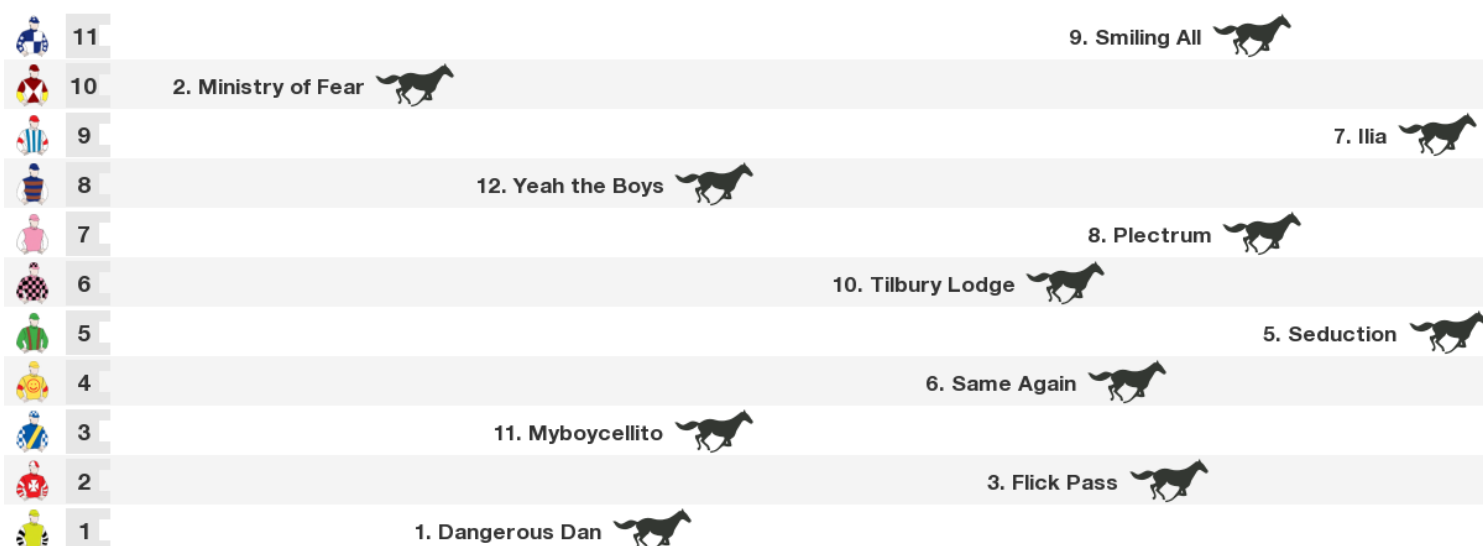 11 9. Smiling All
10 2. Ministry of Fear
9 7. Ilia
8 12. Yeah the Boys
7 8. Plectrum
6 10. Tilbury Lodge
5 5. Seduction
4 6. Same Again
3 11. Myboycellito
2 3. Flick Pass
1 1. Dangerous Dan